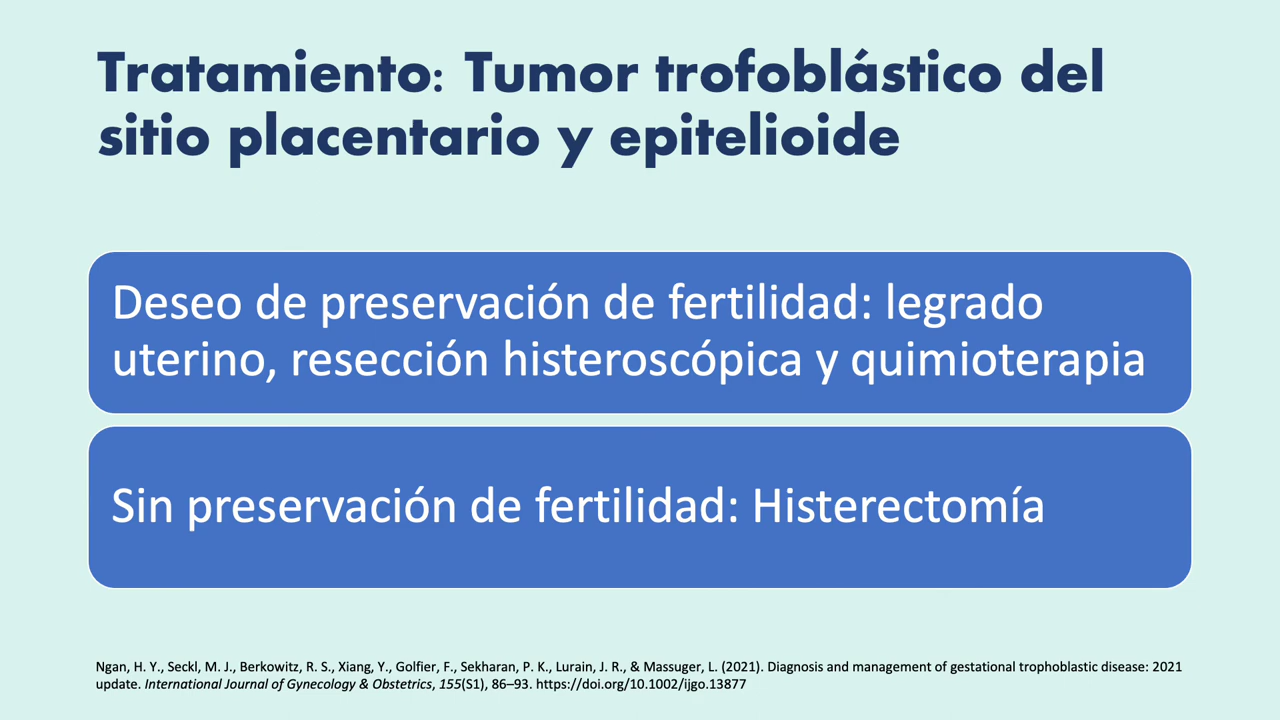 Tratamiento: Tumor trofoblástico del
sitio placentario y epitelioide
Deseo de preservación de fertilidad: legrado
uterino, resección histeroscópica y quimioterapia
Sin preservación de fertilidad: Histerectomía
Ngan, H. Y., Seckl, M. J., Berkowitz, R. S., Xiang, Y., Golfier, F., Sekharan, P. K., Lurain, J. R., & Massuger, L. (2021). Diagnosis and management of gestational trophoblastic disease: 2021
update. International Journal of Gynecology & Obstetrics, 155(S1), 86–93. https://doi.org/10.1002/ijgo.13877